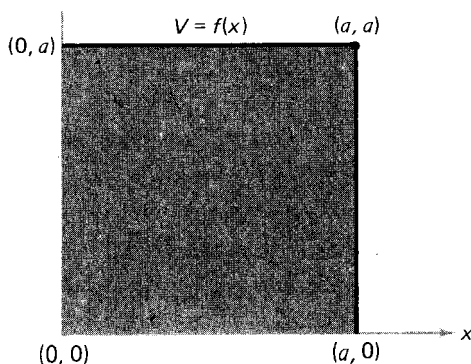 V = f(x)
(a, a)
(0, a)
x
(0, 0)
(a, 0)